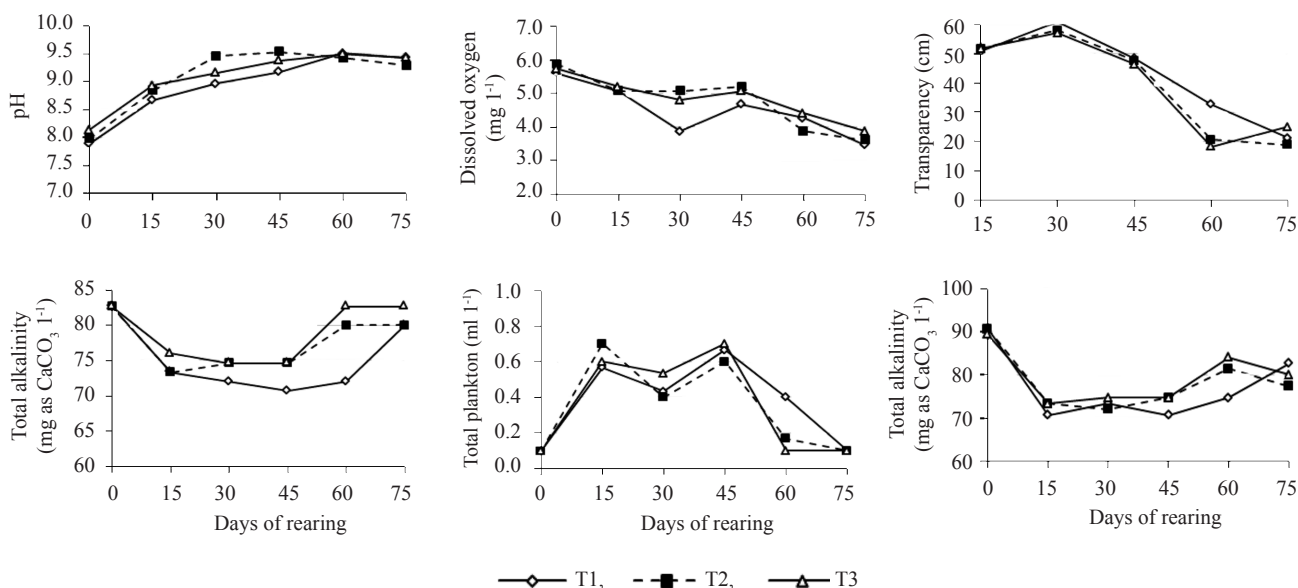 pH
10.0
9.5
9.0
8.5
8.0
7.5
7.0
0 15 30 45 60 75
Dissolved oxygen
(mg l⁻¹)
7.0
6.0
5.0
4.0
3.0
2.0
0 15 30 45 60 75
Transparency (cm)
60
50
40
30
20
10
0
15 30 45 60 75
Total alkalinity
(mg as CaCO₃ l⁻¹)
85
80
75
70
65
60
0 15 30 45 60 75
Days of rearing
Total plankton (ml l⁻¹)
1.0
0.8
0.6
0.4
0.2
0.0
0 15 30 45 60 75
Days of rearing
Total alkalinity
(mg as CaCO₃ l⁻¹)
100
90
80
70
60
0 15 30 45 60 75
Days of rearing
T1, T2, T3